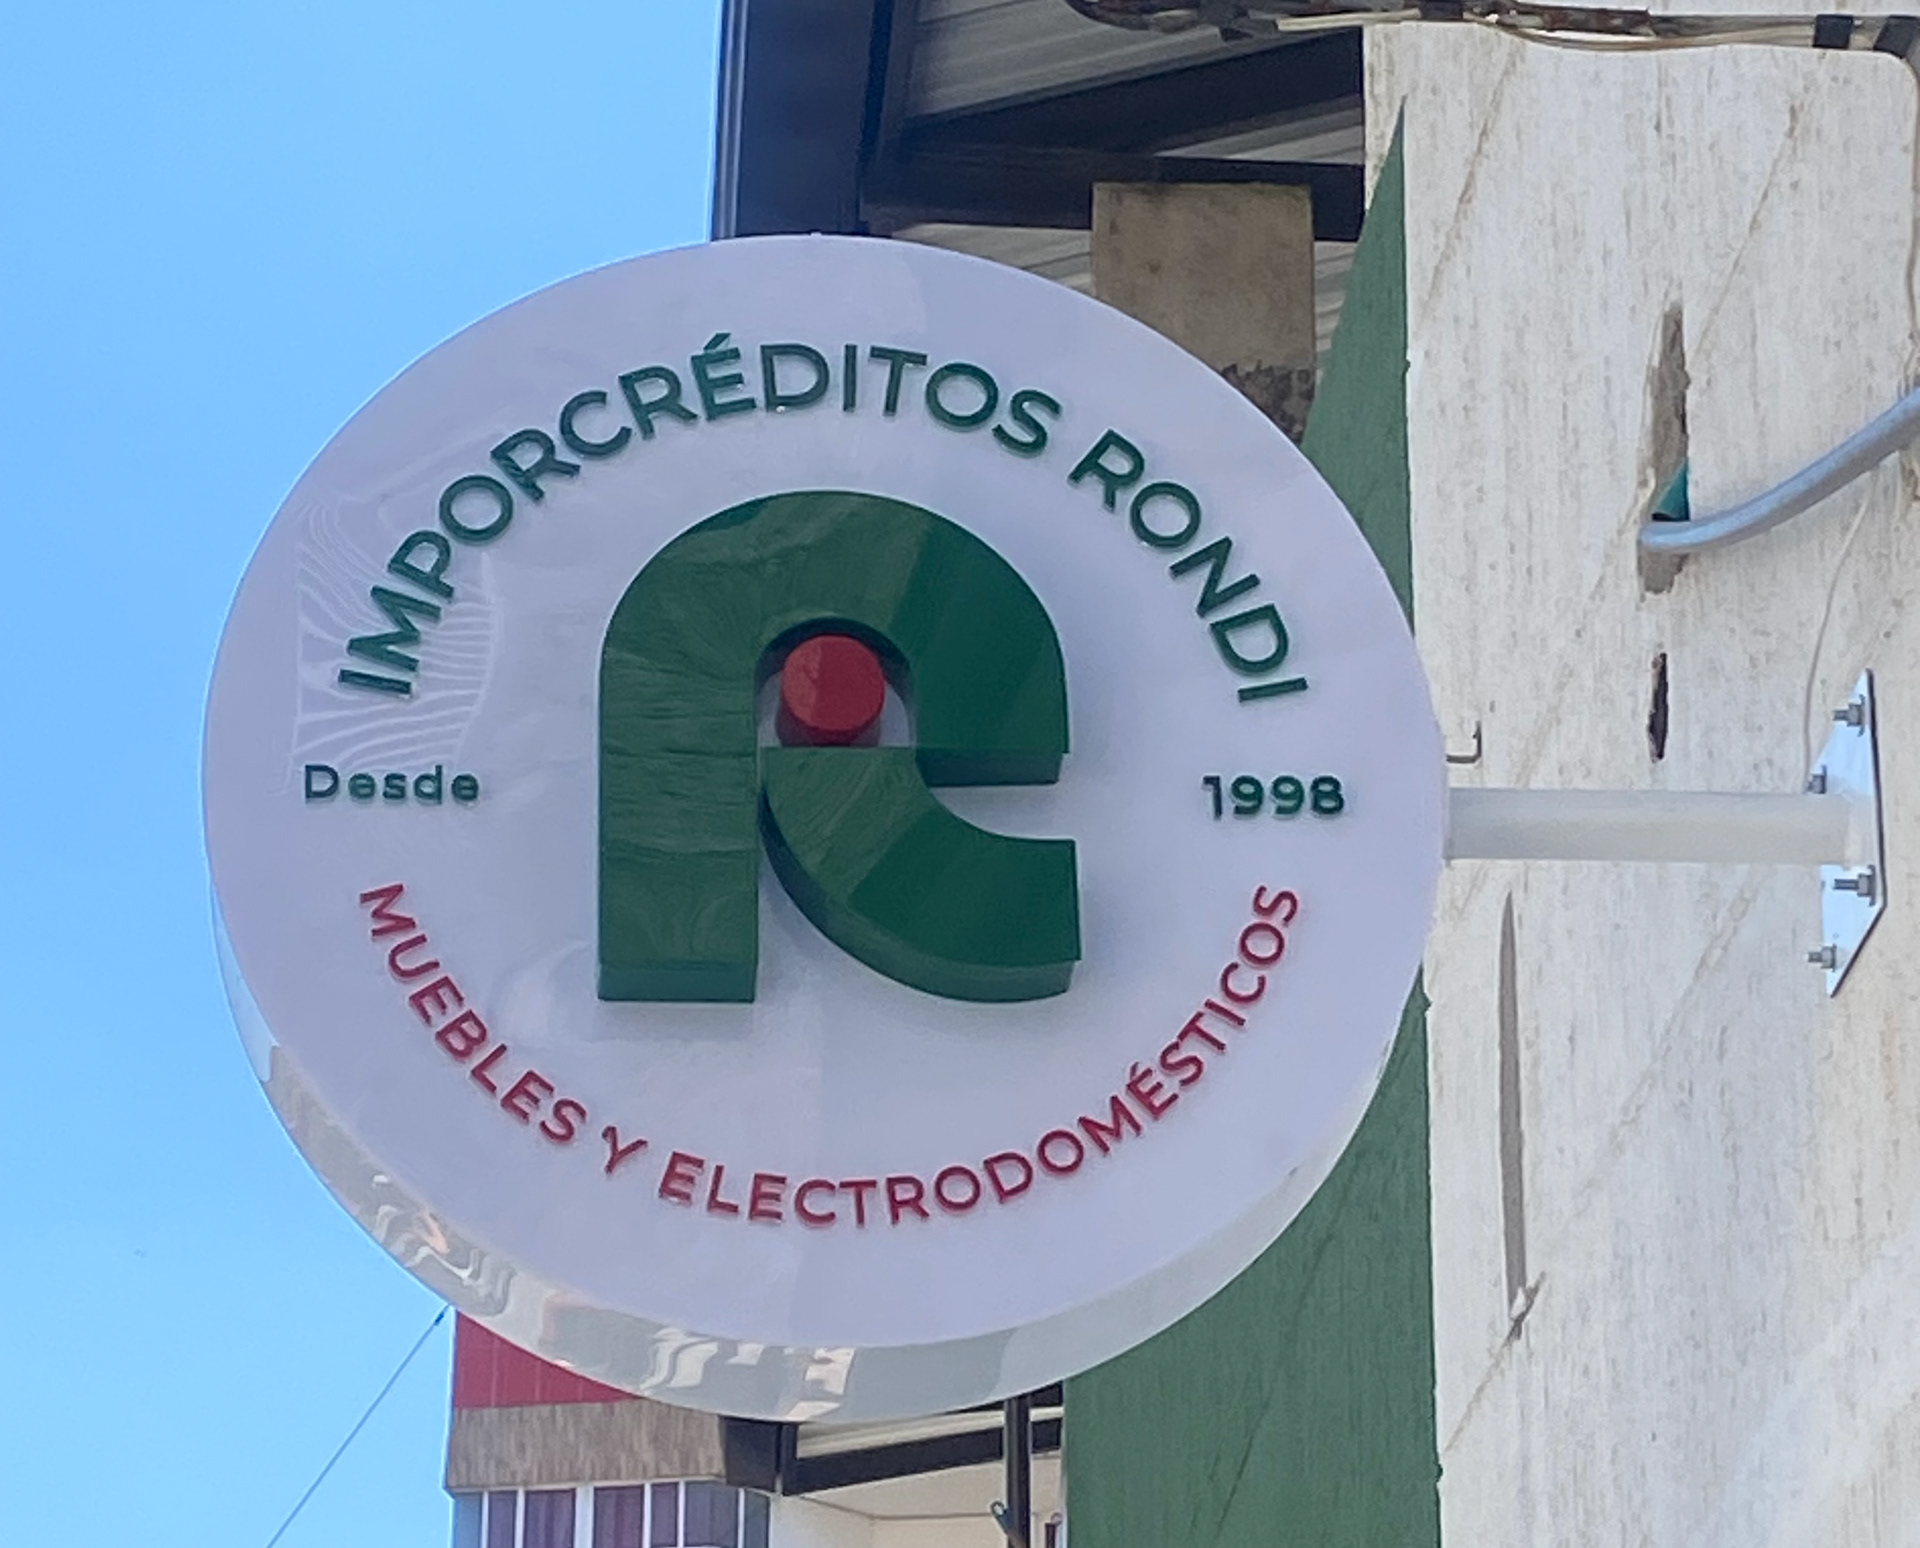 IMPORCRÉDITOS RONDI
Desde 1998
MUEBLES Y ELECTRODOMÉSTICOS